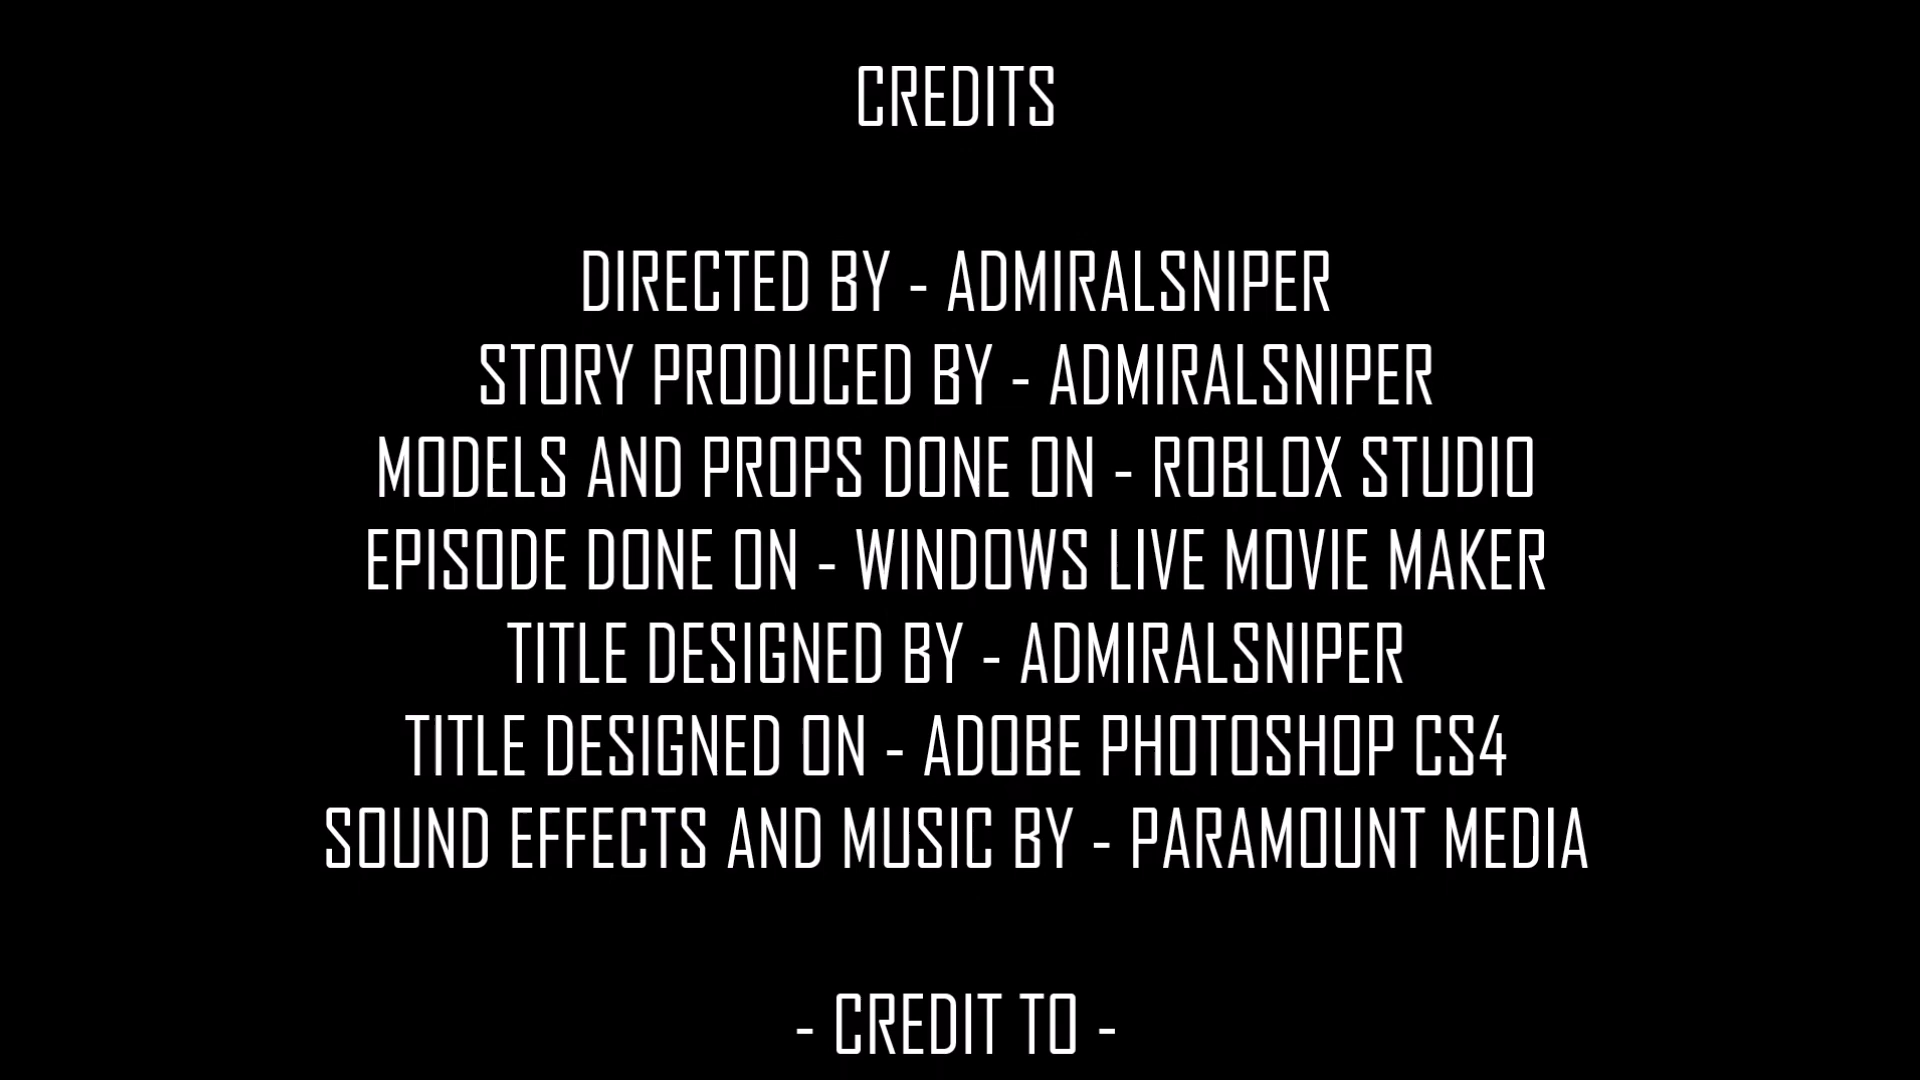 CREDITS
DIRECTED BY - ADMIRALSNIPER
STORY PRODUCED BY - ADMIRALSNIPER
MODELS AND PROPS DONE ON - ROBLOX STUDIO
EPISODE DONE ON - WINDOWS LIVE MOVIE MAKER
TITLE DESIGNED BY - ADMIRALSNIPER
TITLE DESIGNED ON - ADOBE PHOTOSHOP CS4
SOUND EFFECTS AND MUSIC BY - PARAMOUNT MEDIA
- CREDIT TO -